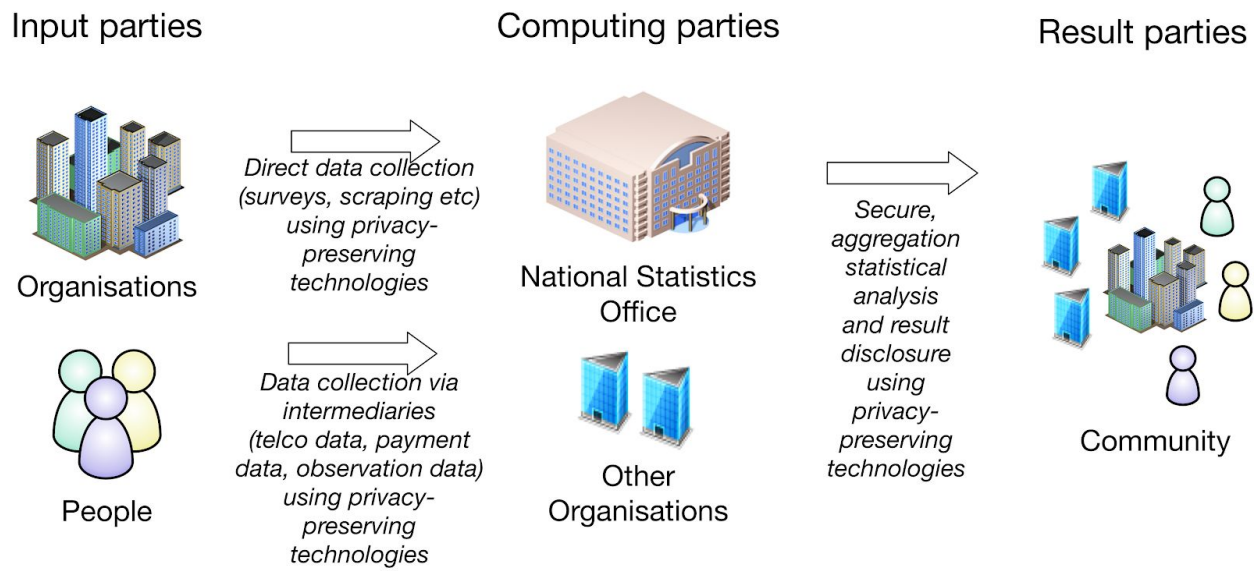 Input parties
Computing parties
Result parties
Organisations
Direct data collection
(surveys, scraping etc)
using privacy-
preserving
technologies
National Statistics
Office
People
Data collection via
intermediaries
(telco data, payment
data, observation data)
using privacy-
preserving
technologies
Other
Organisations
Secure,
aggregation
statistical
analysis
and result
disclosure
using
privacy-
preserving
technologies
Community